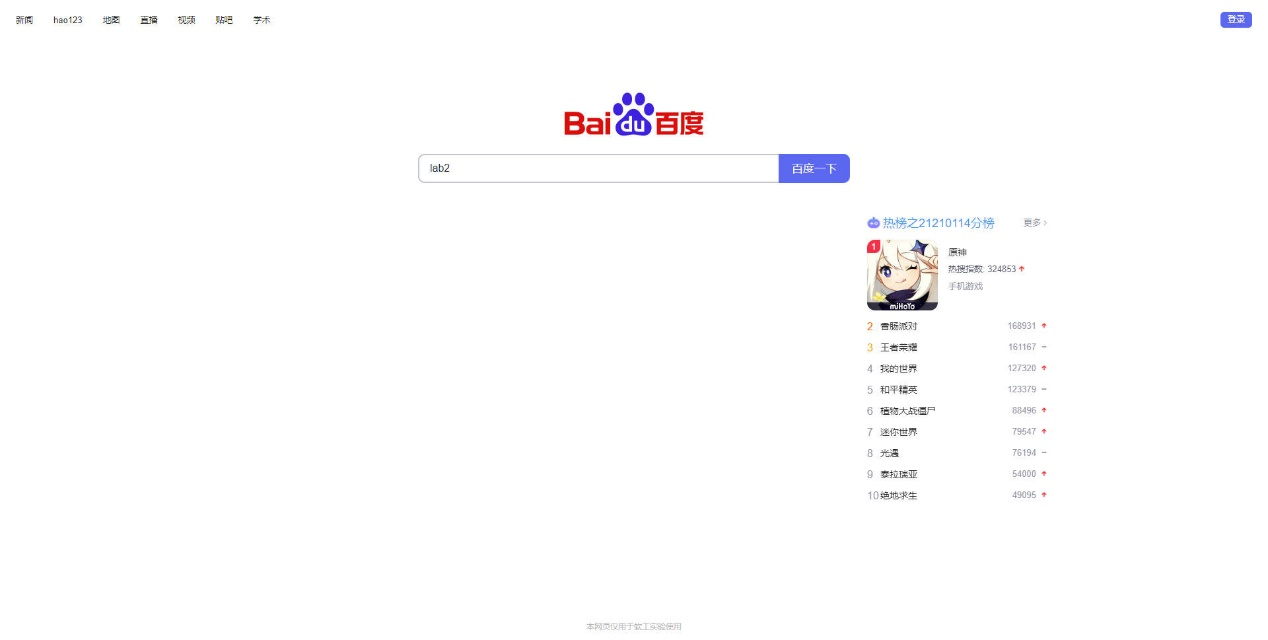 新闻 hao123 地图 直播 视频 贴吧 学术 登录
Bai du 百度
lab2 百度一下
热榜之21210114分榜 更多 >
1
原神
热搜指数: 324853
手机游戏
miHoYo
2 香肠派对 168931
3 王者荣耀 161167 -
4 我的世界 127320
5 和平精英 123379 -
6 植物大战僵尸 88496
7 迷你世界 79547
8 光遇 76194 -
9 泰拉瑞亚 54000
10 绝地求生 49095
本网页仅用于软工实验使用